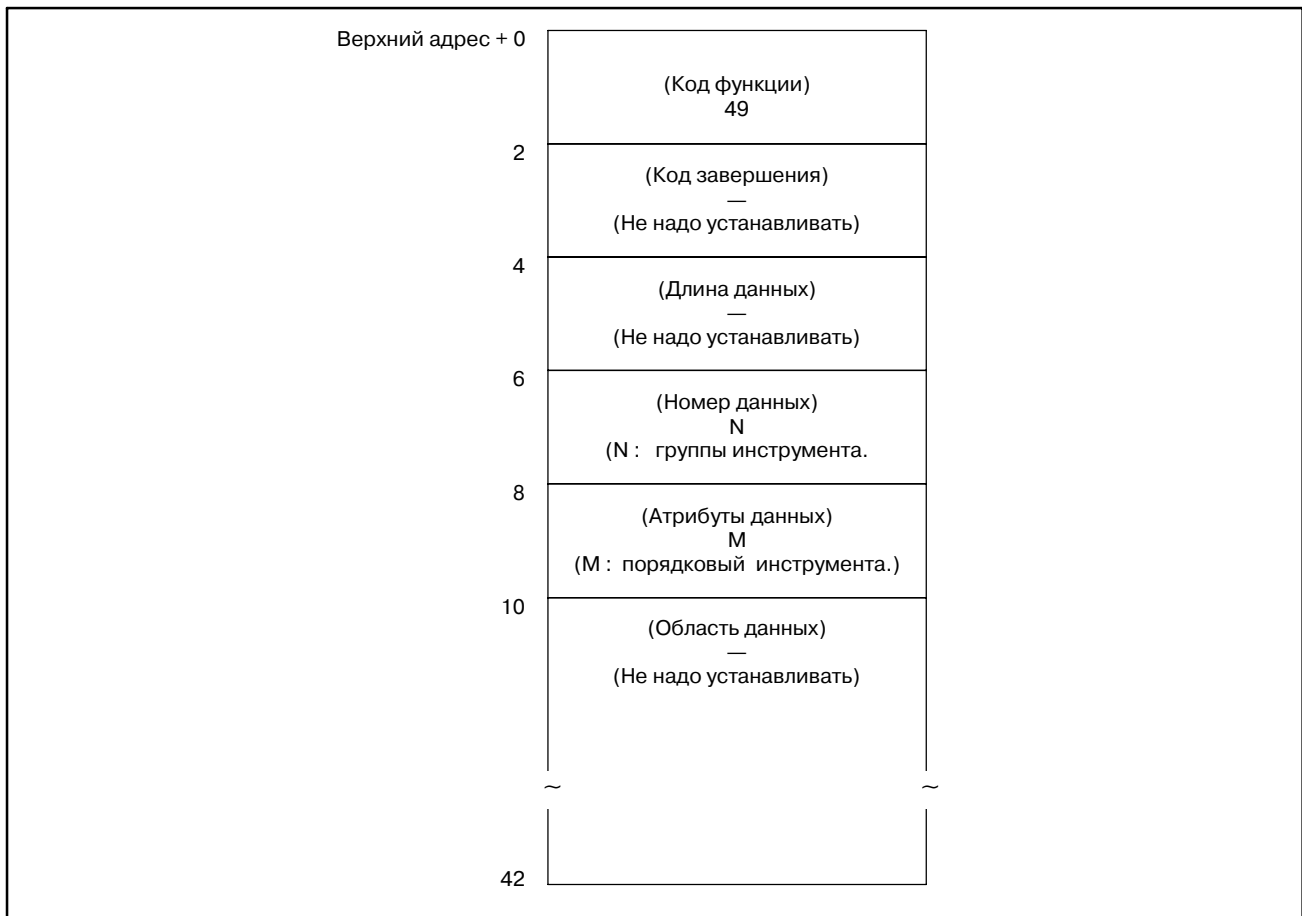 Верхний адрес + 0
(Код функции)
49
2
(Код завершения)
—
(Не надо устанавливать)
4
(Длина данных)
—
(Не надо устанавливать)
6
(Номер данных)
N
(N : группы инструмента.
8
(Атрибуты данных)
M
(M : порядковый инструмента.)
10
(Область данных)
—
(Не надо устанавливать)
~ ~
42